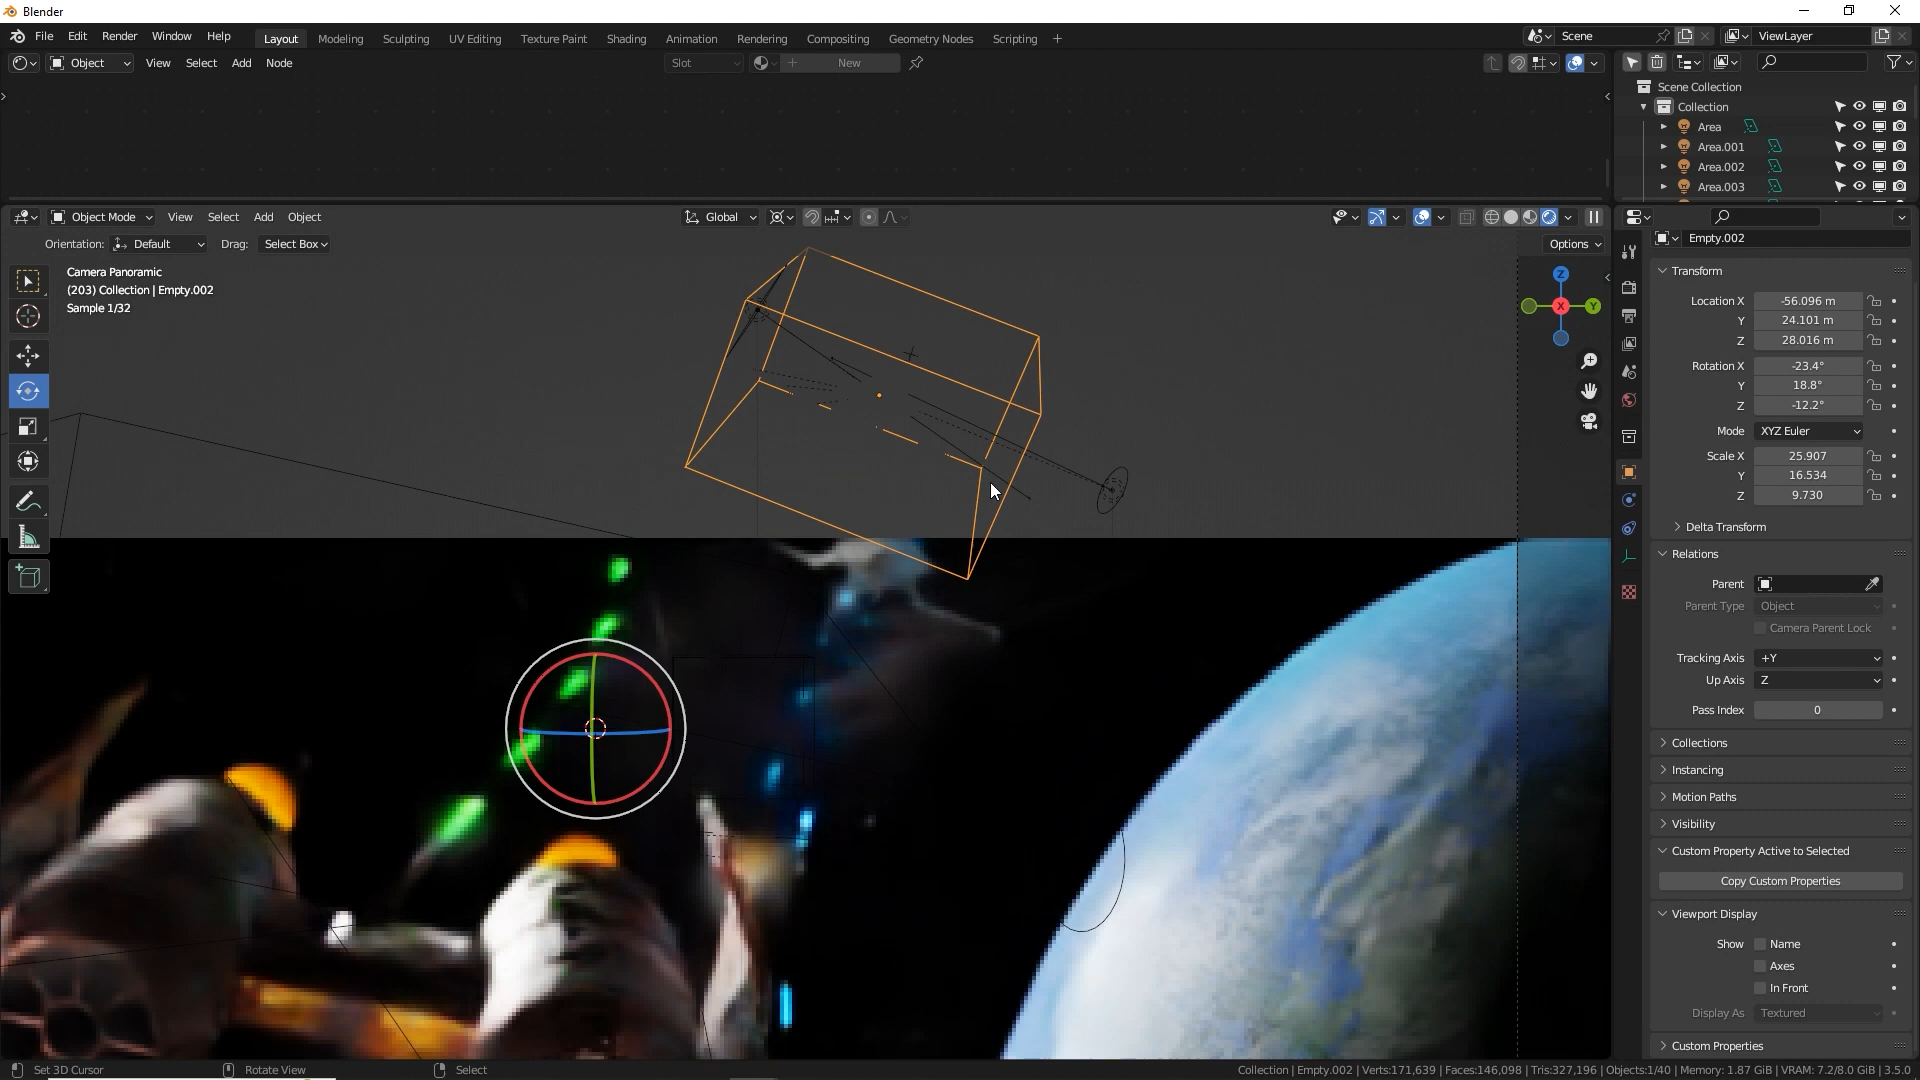 Blender
File Edit Render Window Help Layout Modeling Sculpting UV Editing Texture Paint Shading Animation Rendering Compositing Geometry Nodes Scripting + Scene ViewLayer
Object View Select Add Node Slot New
Scene Collection
Collection
Area
Area.001
Area.002
Area.003
Object Mode View Select Add Object Global
Orientation: Default Drag: Select Box Options
Camera Panoramic
(203) Collection | Empty.002
Sample 1/32
Z
X
Y
Empty.002
Transform
Location X -56.096 m
Y 24.101 m
Z 28.016 m
Rotation X -23.4°
Y 18.8°
Z -12.2°
Mode XYZ Euler
Scale X 25.907
Y 16.534
Z 9.730
Delta Transform
Relations
Parent
Parent Type Object
Camera Parent Lock
Tracking Axis +Y
Up Axis Z
Pass Index 0
Collections
Instancing
Motion Paths
Visibility
Custom Property Active to Selected
Copy Custom Properties
Viewport Display
Show Name
Axes
In Front
Display As Textured
Custom Properties
Set 3D Cursor Rotate View Select Collection | Empty.002 | Verts:171,639 | Faces:146,098 | Tris:327,196 | Objects:1/40 | Memory: 1.87 GiB | VRAM: 7.2/8.0 GiB | 3.5.0